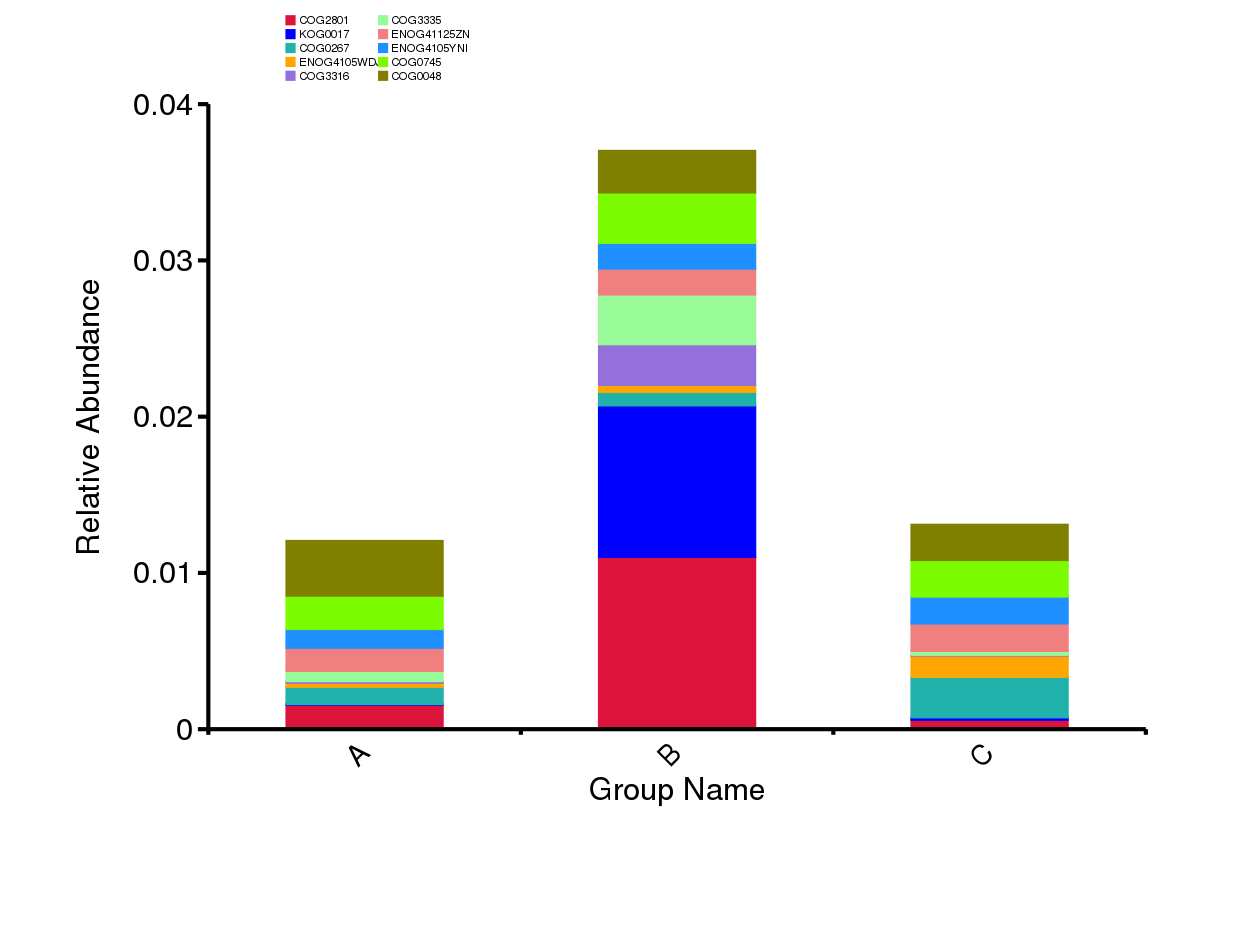 COG2801 COG3335
KOG0017 ENOG41125ZN
COG0267 ENOG4105YNI
ENOG4105WDJ COG0745
COG3316 COG0048
0.04
0.03
0.02
0.01
0
Relative Abundance
A B C
Group Name